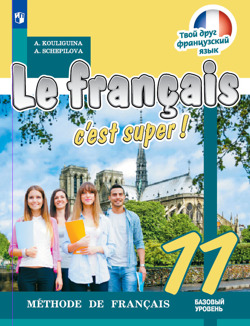 Твой друг
французский
язык
A. KOULIGUINA
A. SCHEPILOVA
Le français
c'est super !
11
БАЗОВЫЙ
УРОВЕНЬ
MÉTHODE DE FRANÇAIS